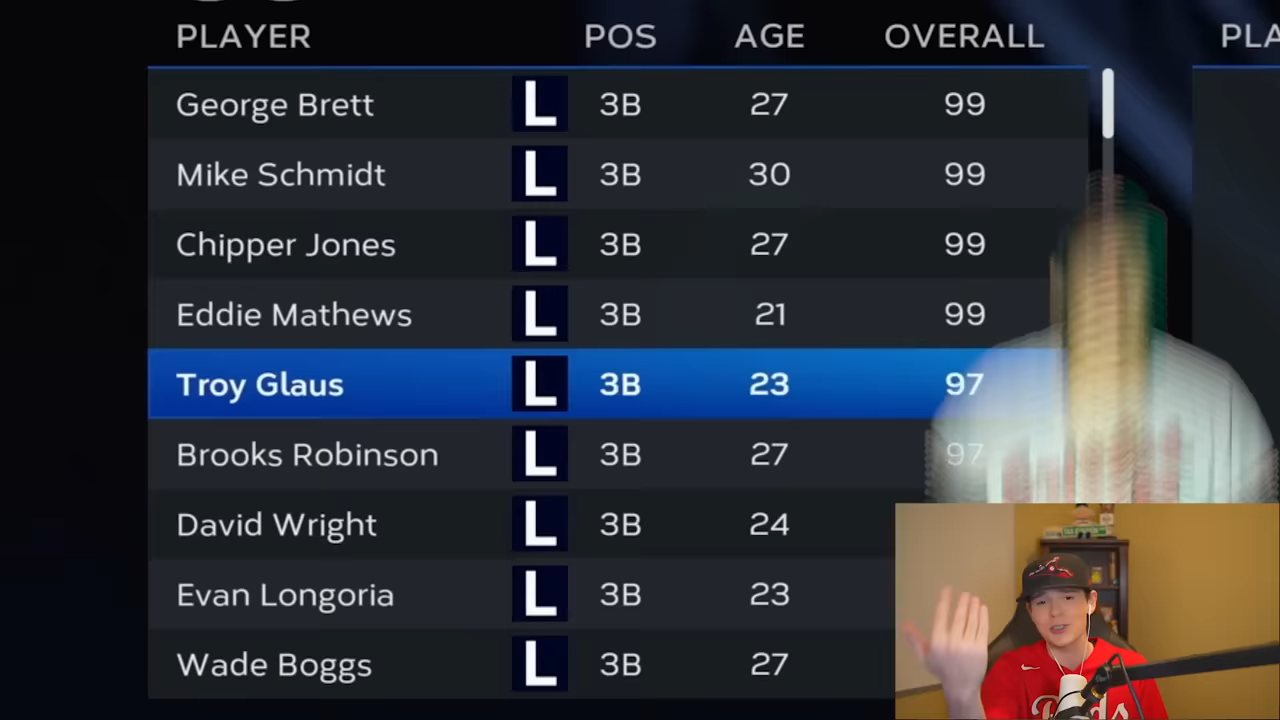 PLAYER POS AGE OVERALL PLA
George Brett L 3B 27 99
Mike Schmidt L 3B 30 99
Chipper Jones L 3B 27 99
Eddie Mathews L 3B 21 99
Troy Glaus L 3B 23 97
Brooks Robinson L 3B 27 97
David Wright L 3B 24
Evan Longoria L 3B 23
Wade Boggs L 3B 27
Reds